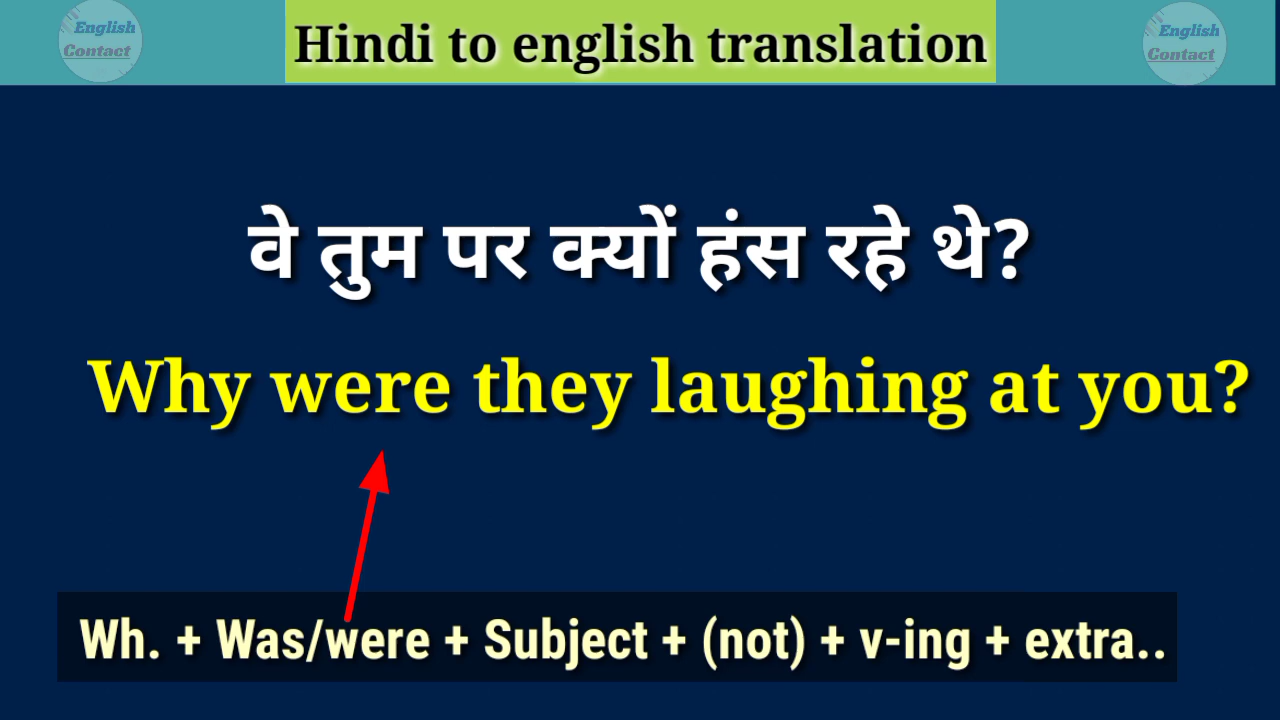 English
Contact
Hindi to english translation
English
Contact
वे तुम पर क्यों हंस रहे थे?
Why were they laughing at you?
Wh. + Was/were + Subject + (not) + v-ing + extra..